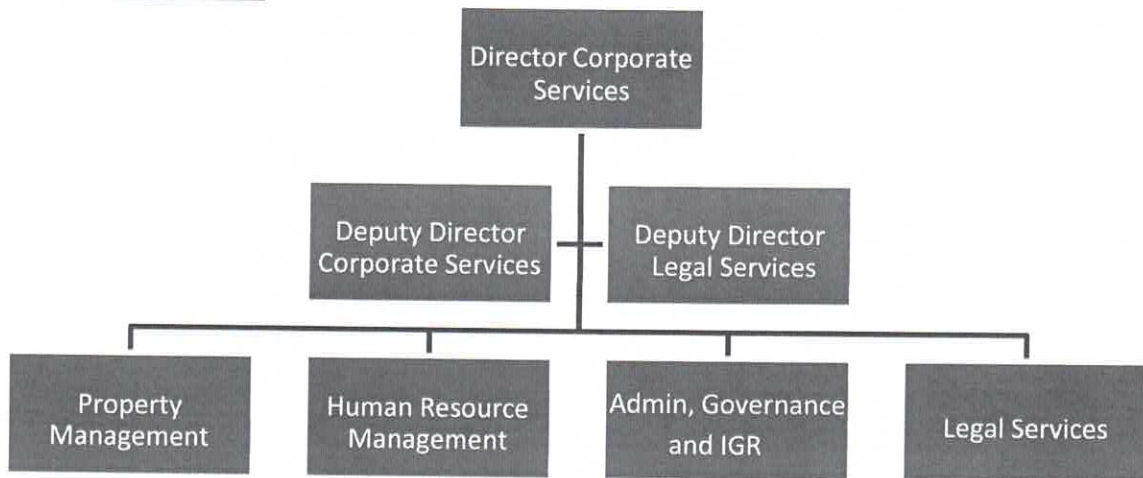 Director Corporate
Services
Deputy Director
Corporate Services
Deputy Director
Legal Services
Property
Management
Human Resource
Management
Admin, Governance
and IGR
Legal Services